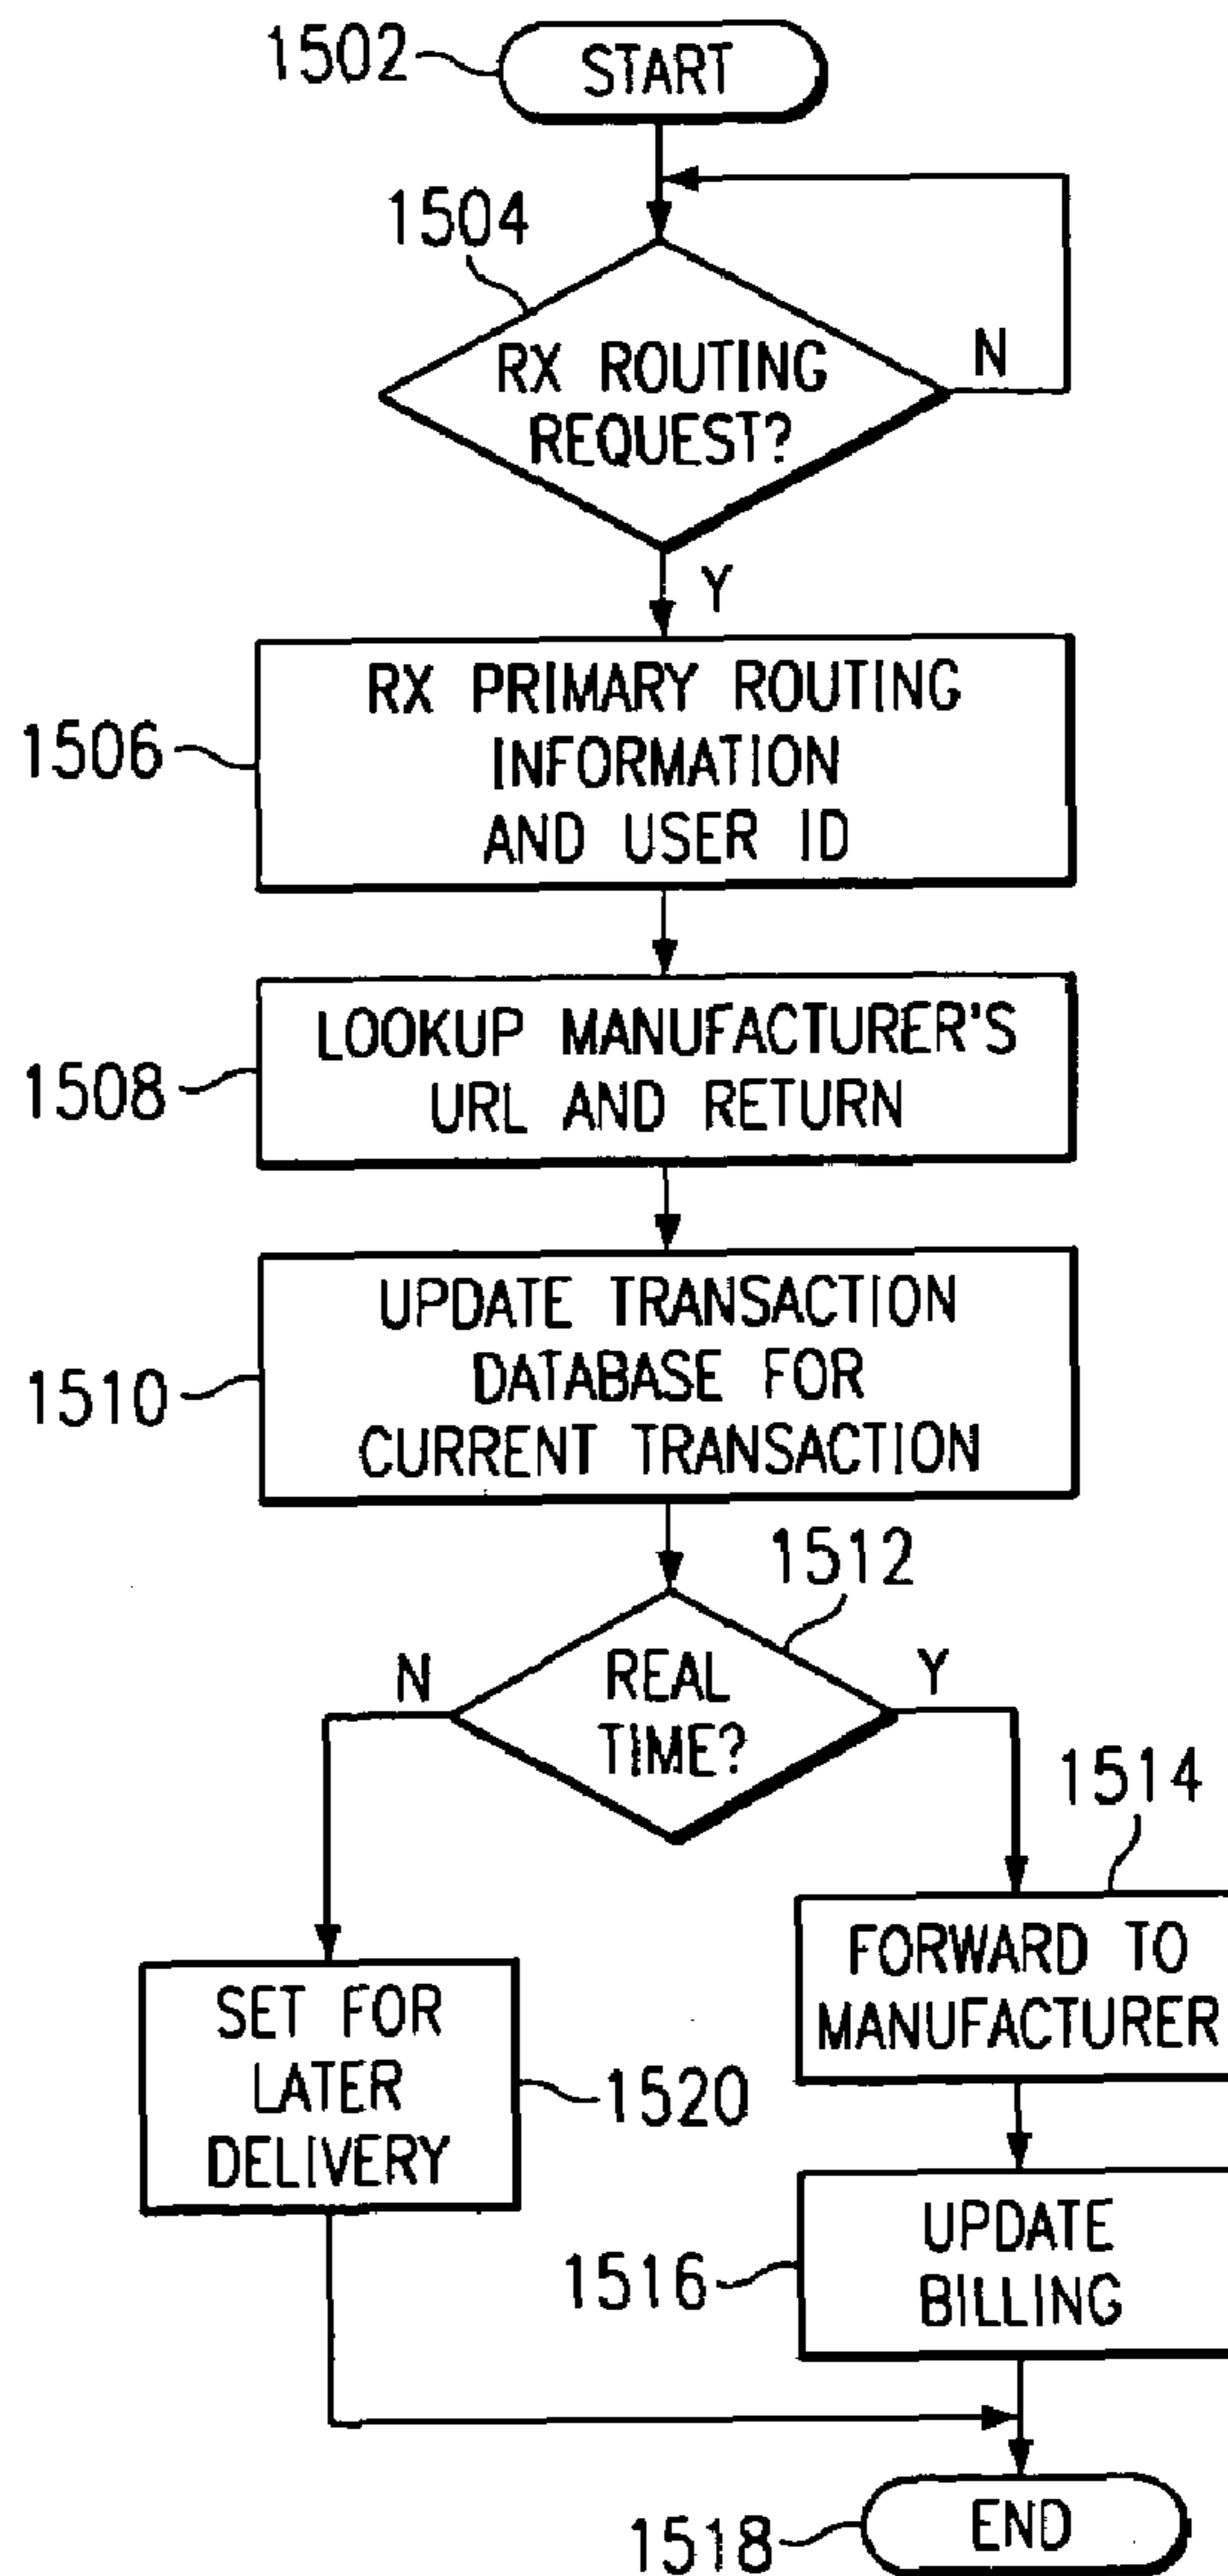 1502
START
1504
RX ROUTING
REQUEST?
N
Y
1506
RX PRIMARY ROUTING
INFORMATION
AND USER ID
1508
LOOKUP MANUFACTURER'S
URL AND RETURN
1510
UPDATE TRANSACTION
DATABASE FOR
CURRENT TRANSACTION
1512
N
REAL
TIME?
Y
1514
FORWARD TO
MANUFACTURER
SET FOR
LATER
DELIVERY
1520
1516
UPDATE
BILLING
1518
END